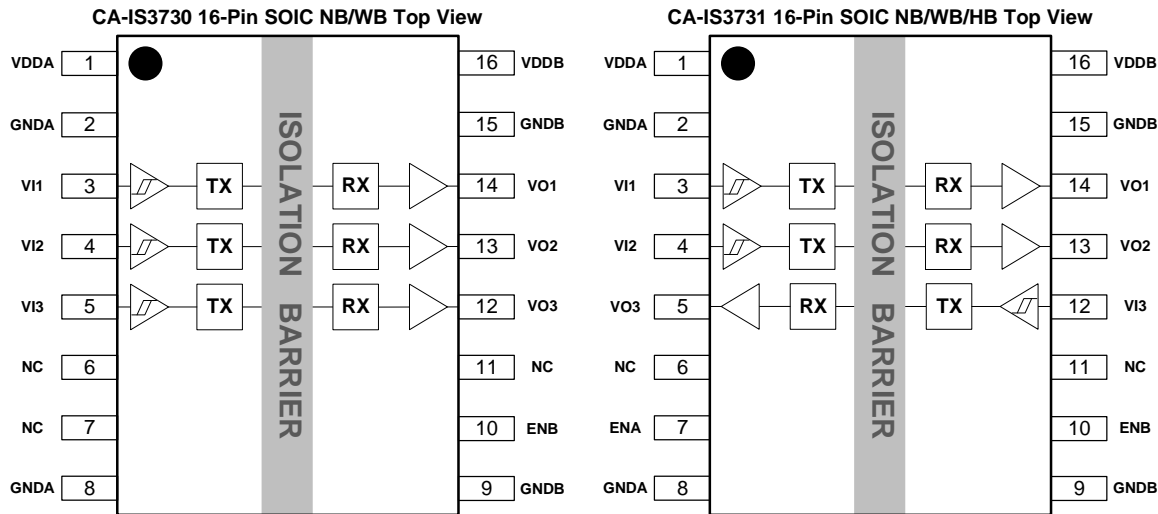 CA-IS3730 16-Pin SOIC NB/WB Top View
VDDA 1 16 VDDB
GNDA 2 15 GNDB
VI1 3 TX RX 14 VO1
VI2 4 TX RX 13 VO2
VI3 5 TX RX 12 VO3
NC 6 11 NC
NC 7 10 ENB
GNDA 8 9 GNDB
ISOLATION BARRIER
CA-IS3731 16-Pin SOIC NB/WB/HB Top View
VDDA 1 16 VDDB
GNDA 2 15 GNDB
VI1 3 TX RX 14 VO1
VI2 4 TX RX 13 VO2
VO3 5 RX TX 12 VI3
NC 6 11 NC
ENA 7 10 ENB
GNDA 8 9 GNDB
ISOLATION BARRIER